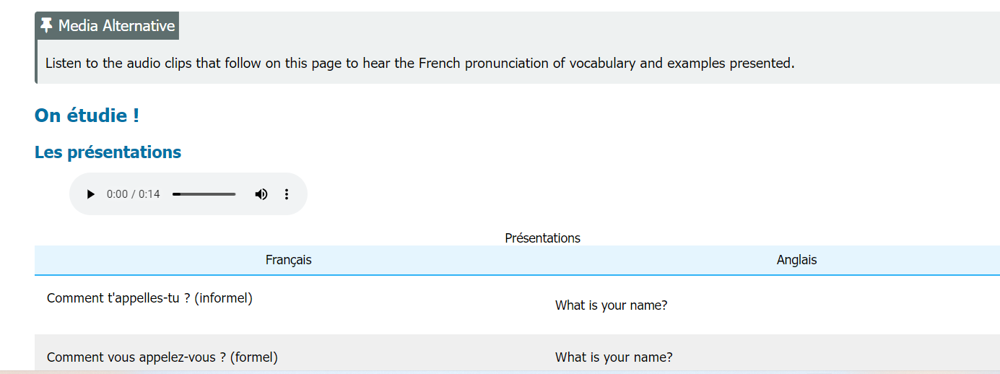 Media Alternative
Listen to the audio clips that follow on this page to hear the French pronunciation of vocabulary and examples presented.
On étudie !
Les présentations
0:00 / 0:14
Présentations
Français Anglais
Comment t'appelles-tu ? (informel) What is your name?
Comment vous appelez-vous ? (formel) What is your name?